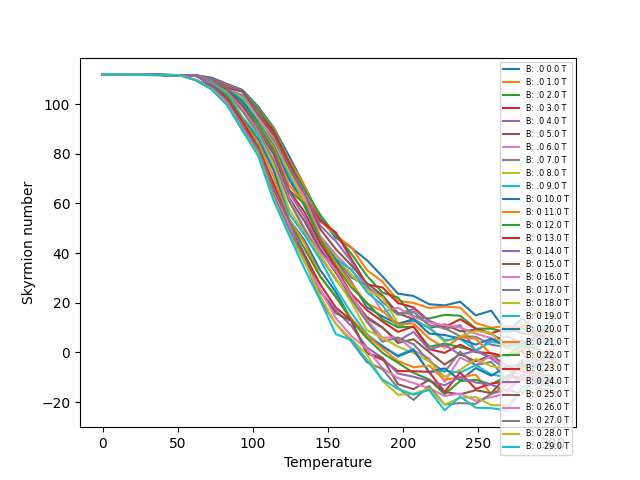 Skyrmion number
100
80
60
40
20
0
−20
0
50
100
150
200
250
Temperature
B: .0 0.0 T
B: .0 1.0 T
B: .0 2.0 T
B: .0 3.0 T
B: .0 4.0 T
B: .0 5.0 T
B: .0 6.0 T
B: .0 7.0 T
B: .0 8.0 T
B: .0 9.0 T
B: 0 10.0 T
B: 0 11.0 T
B: 0 12.0 T
B: 0 13.0 T
B: 0 14.0 T
B: 0 15.0 T
B: 0 16.0 T
B: 0 17.0 T
B: 0 18.0 T
B: 0 19.0 T
B: 0 20.0 T
B: 0 21.0 T
B: 0 22.0 T
B: 0 23.0 T
B: 0 24.0 T
B: 0 25.0 T
B: 0 26.0 T
B: 0 27.0 T
B: 0 28.0 T
B: 0 29.0 T